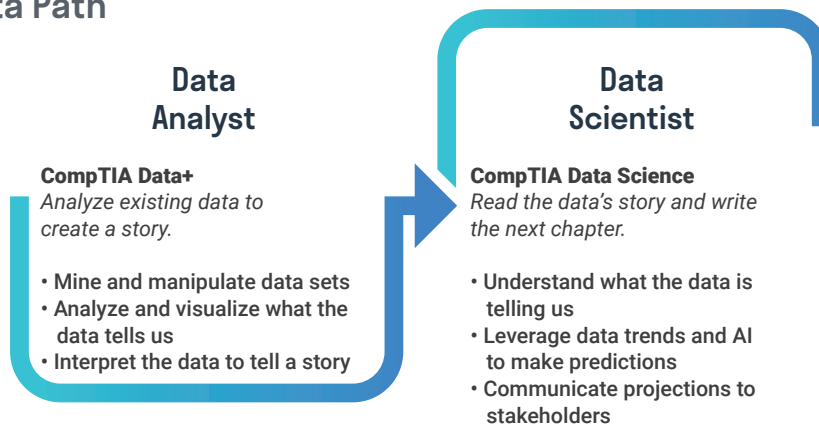 ta Path
Data
Analyst
CompTIA Data+
Analyze existing data to
create a story.
• Mine and manipulate data sets
• Analyze and visualize what the
data tells us
• Interpret the data to tell a story
Data
Scientist
CompTIA Data Science
Read the data’s story and write
the next chapter.
• Understand what the data is
telling us
• Leverage data trends and AI
to make predictions
• Communicate projections to
stakeholders